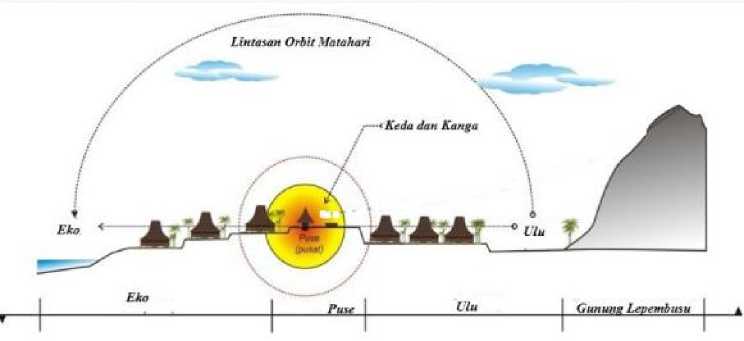 Lintasan Orbit Matahari
Keda dan Kanga
Eko
Ulu
Puse
(pusat)
Eko
Puse
Ulu
Gunung Lepembusu